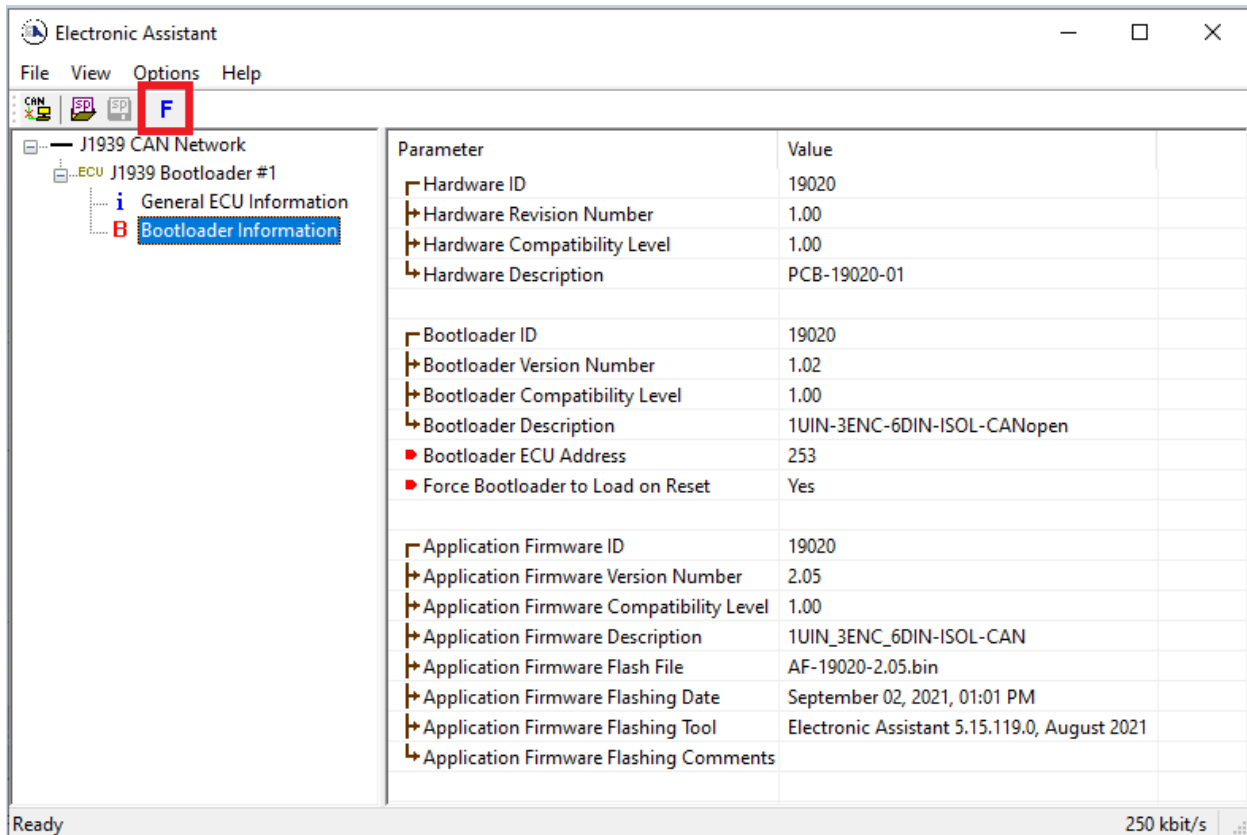 Electronic Assistant
File View Options Help
CAN SP SP F
J1939 CAN Network
ECU J1939 Bootloader #1
i General ECU Information
B Bootloader Information
Parameter Value
Hardware ID 19020
Hardware Revision Number 1.00
Hardware Compatibility Level 1.00
Hardware Description PCB-19020-01
Bootloader ID 19020
Bootloader Version Number 1.02
Bootloader Compatibility Level 1.00
Bootloader Description 1UIN-3ENC-6DIN-ISOL-CANopen
Bootloader ECU Address 253
Force Bootloader to Load on Reset Yes
Application Firmware ID 19020
Application Firmware Version Number 2.05
Application Firmware Compatibility Level 1.00
Application Firmware Description 1UIN_3ENC_6DIN-ISOL-CAN
Application Firmware Flash File AF-19020-2.05.bin
Application Firmware Flashing Date September 02, 2021, 01:01 PM
Application Firmware Flashing Tool Electronic Assistant 5.15.119.0, August 2021
Application Firmware Flashing Comments
Ready 250 kbit/s